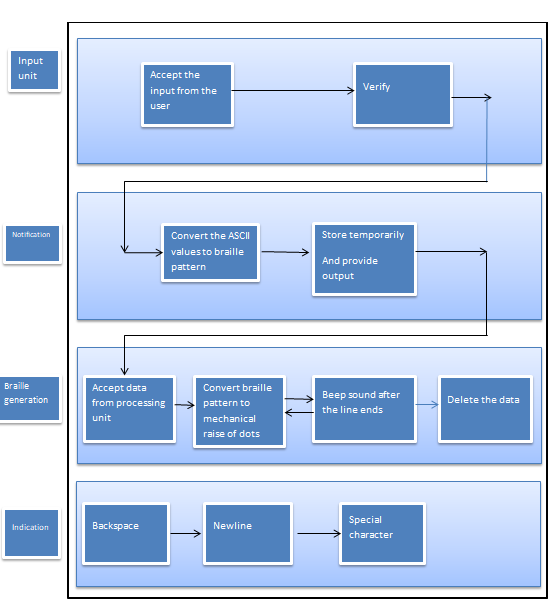 Input
unit
Accept the
input from the
user
Verify
Notification
Convert the ASCII
values to braille
pattern
Store temporarily
And provide
output
Braille
generation
Accept data
from processing
unit
Convert braille
pattern to
mechanical
raise of dots
Beep sound after
the line ends
Delete the data
Indication
Backspace
Newline
Special
character